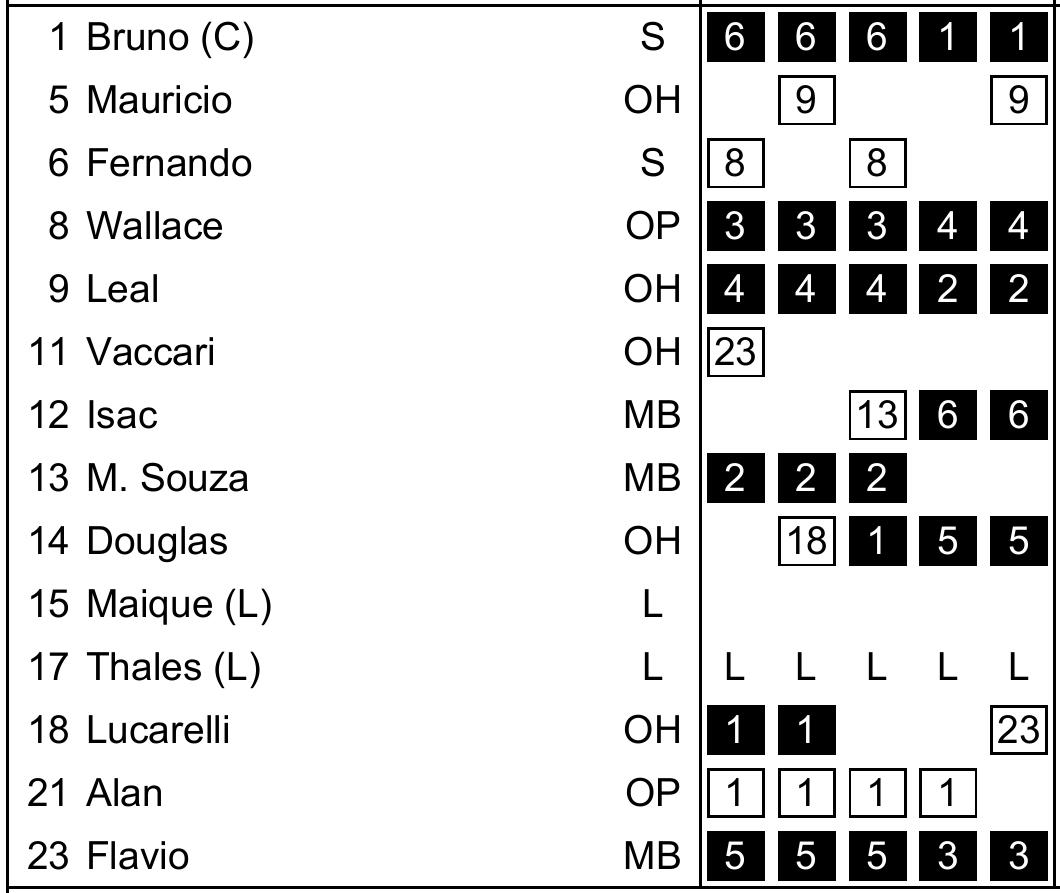 1 Bruno (C) S 6 6 6 1 1
5 Mauricio OH 9 9
6 Fernando S 8 8
8 Wallace OP 3 3 3 4 4
9 Leal OH 4 4 4 2 2
11 Vaccari OH 23
12 Isac MB 13 6 6
13 M. Souza MB 2 2 2
14 Douglas OH 18 1 5 5
15 Maique (L) L
17 Thales (L) L L L L L L
18 Lucarelli OH 1 1 23
21 Alan OP 1 1 1 1
23 Flavio MB 5 5 5 3 3